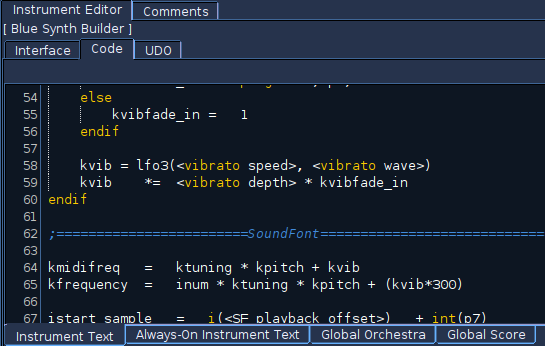 Instrument Editor Comments
[ Blue Synth Builder ]
Interface Code UDO
54 else
55 kvibfade_in = 1
56 endif
57
58 kvib = lfo3(<vibrato speed>, <vibrato wave>)
59 kvib *= <vibrato depth> * kvibfade_in
60 endif
61
62 ;========================SoundFont============================
63
64 kmidifreq = ktuning * kpitch + kvib
65 kfrequency = inum * ktuning * kpitch + (kvib*300)
66
67 istart_sample = i(<SF playback offset>) + int(p7)
Instrument Text Always-On Instrument Text Global Orchestra Global Score